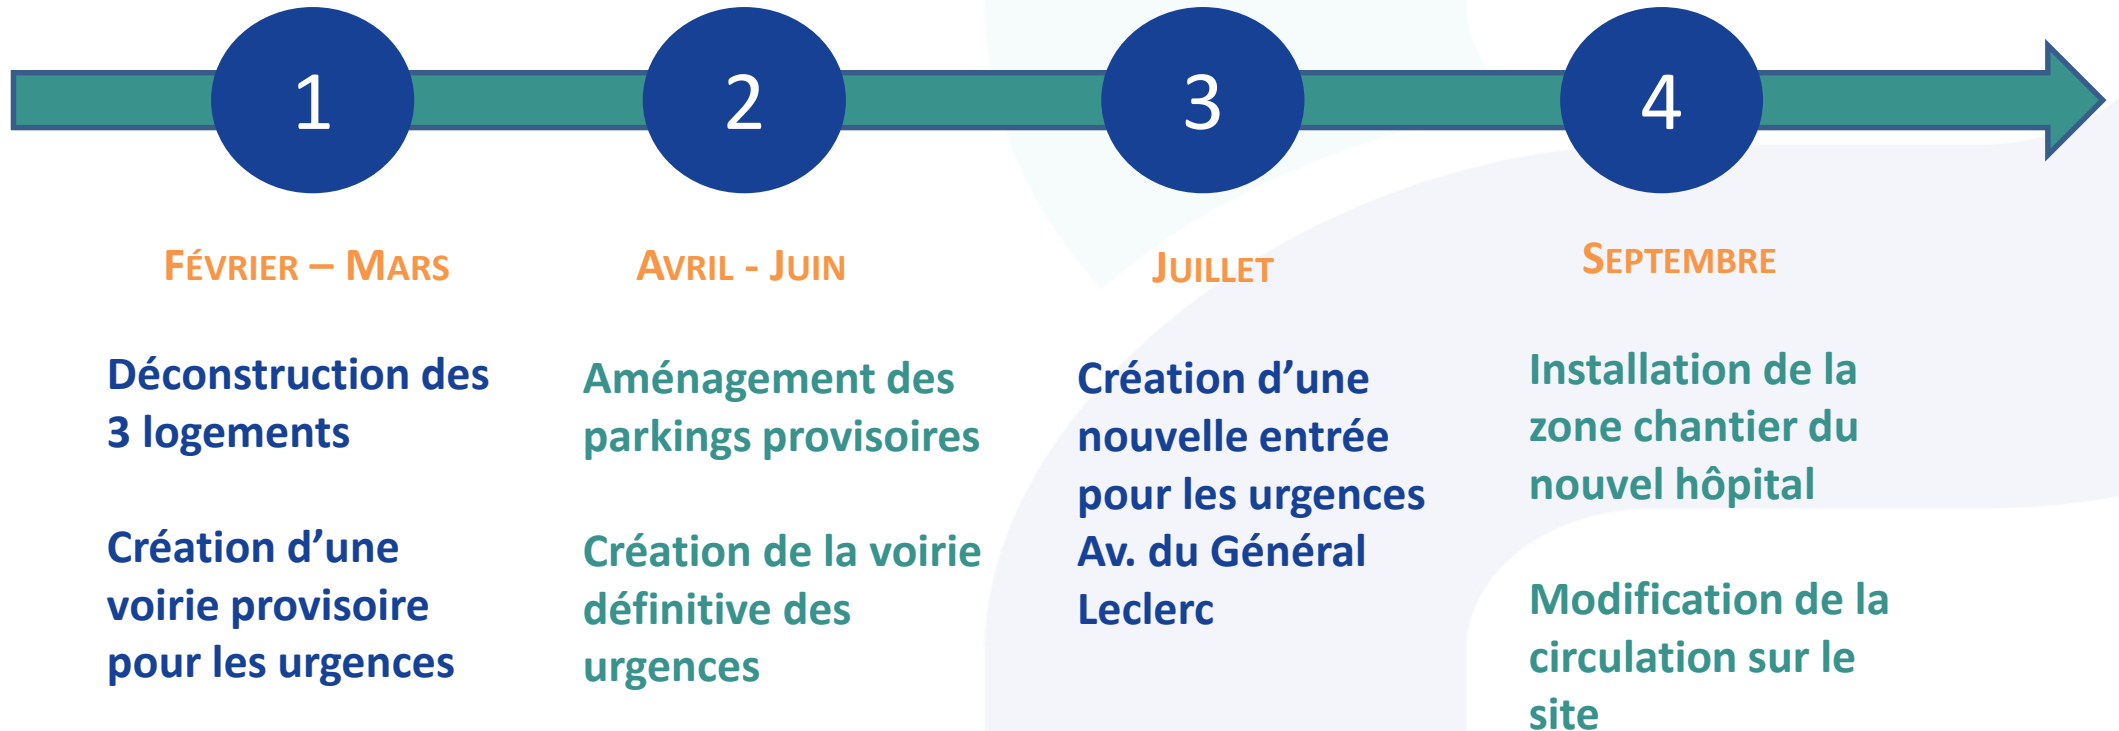 1
2
3
4
FÉVRIER – MARS
Déconstruction des
3 logements
Création d’une
voirie provisoire
pour les urgences
AVRIL - JUIN
Aménagement des
parkings provisoires
Création de la voirie
définitive des
urgences
JUILLET
Création d’une
nouvelle entrée
pour les urgences
Av. du Général
Leclerc
SEPTEMBRE
Installation de la
zone chantier du
nouvel hôpital
Modification de la
circulation sur le
site